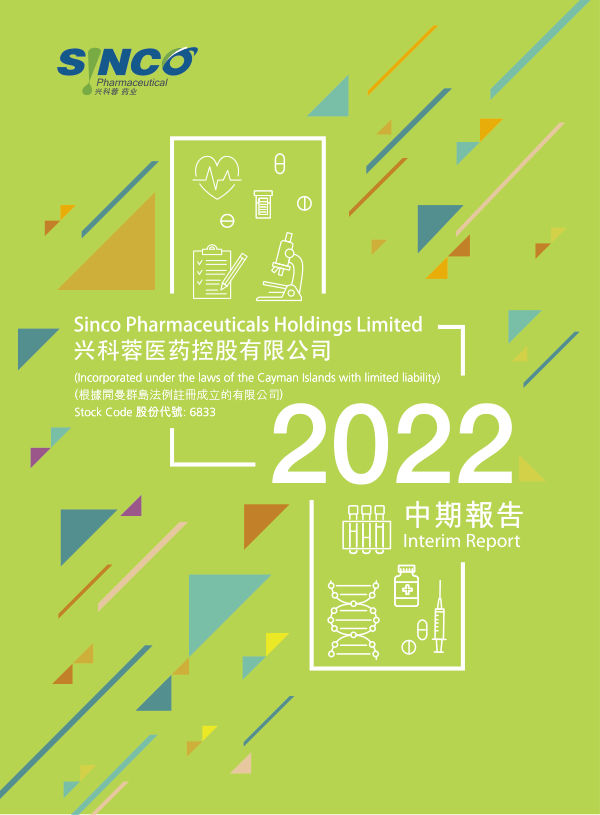 SINCO
Pharmaceutical
兴科蓉 药业
Sinco Pharmaceuticals Holdings Limited
兴科蓉医药控股有限公司
(Incorporated under the laws of the Cayman Islands with limited liability)
(根據開曼群島法例註冊成立的有限公司)
Stock Code 股份代號: 6833
2022
中期報告
Interim Report